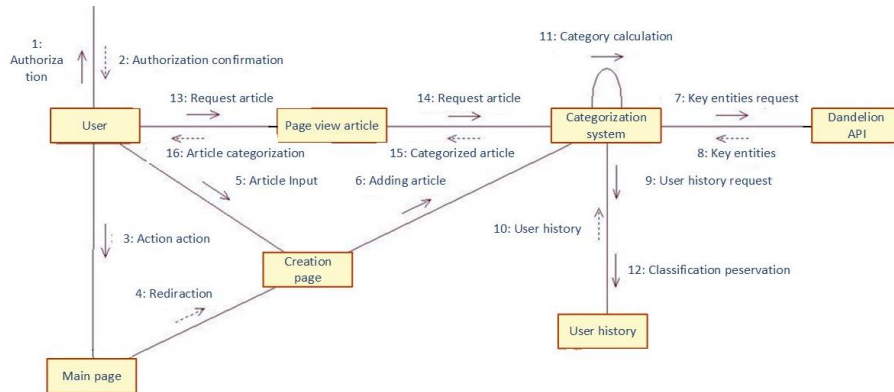 11: Category calculation
1:
Authoriza
tion
2: Authorization confirmation
13: Request article
14: Request article
7: Key entities request
User
Page view article
Categorization
system
Dandelion
API
16: Article categorization
15: Categorized article
8: Key entities
5: Article Input
6: Adding article
9: User history request
10: User history
3: Action action
Creation
page
12: Classification peservation
4: Rediraction
User history
Main page